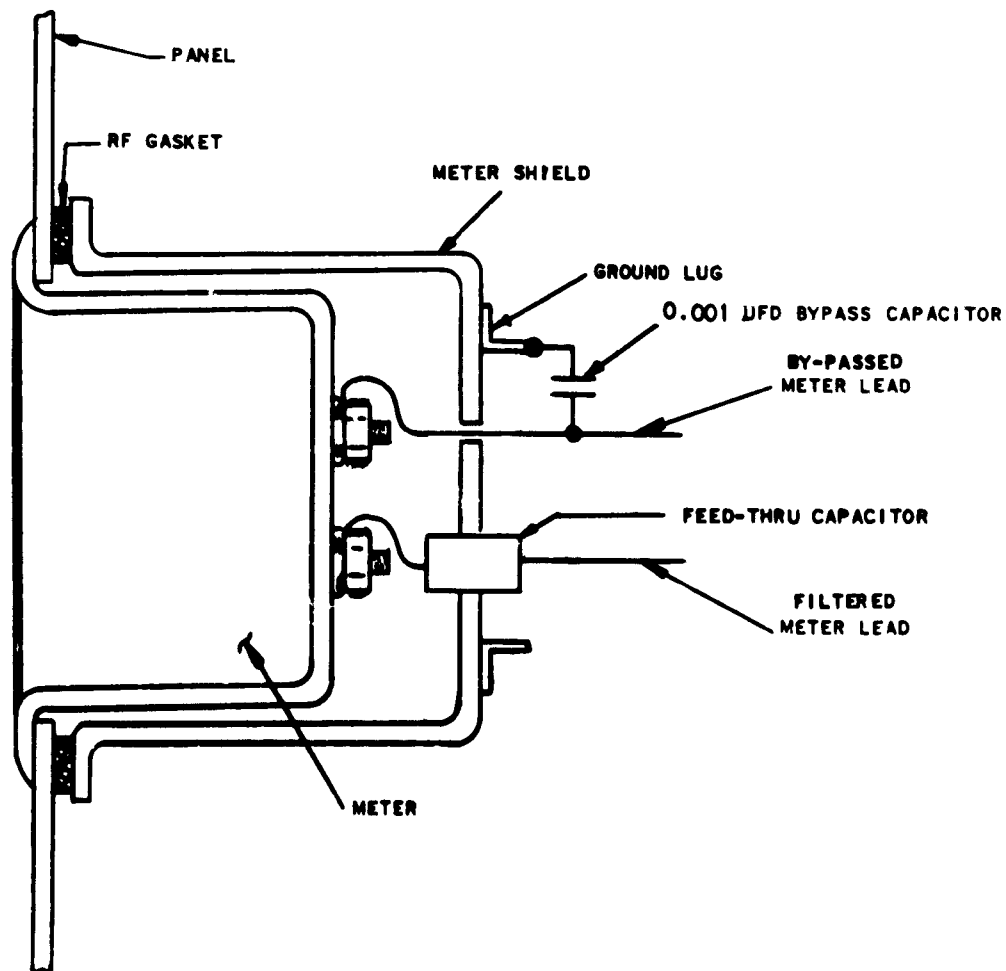 PANEL
RF GASKET
METER SHIELD
GROUND LUG
0.001 UFD BYPASS CAPACITOR
BY-PASSED
METER LEAD
FEED-THRU CAPACITOR
FILTERED
METER LEAD
METER